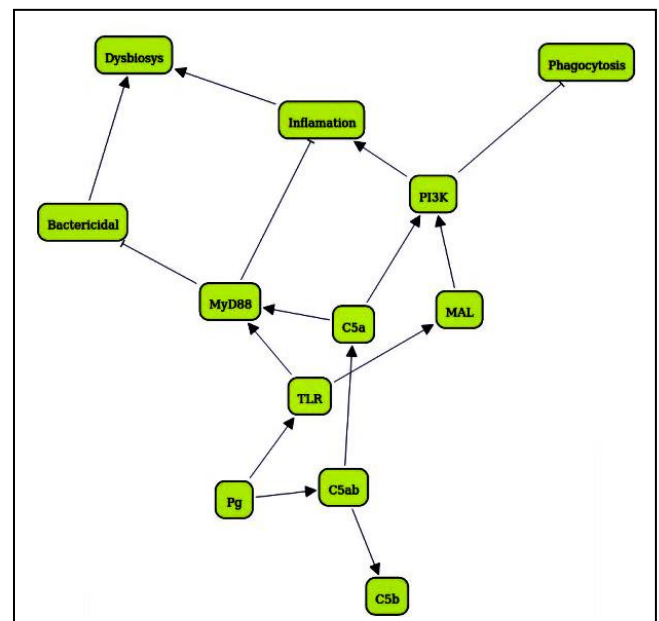 Dysbiosys
Phagocytosis
Inflamation
PI3K
Bactericidal
MyD88
C5a
MAL
TLR
Pg
C5ab
C5b